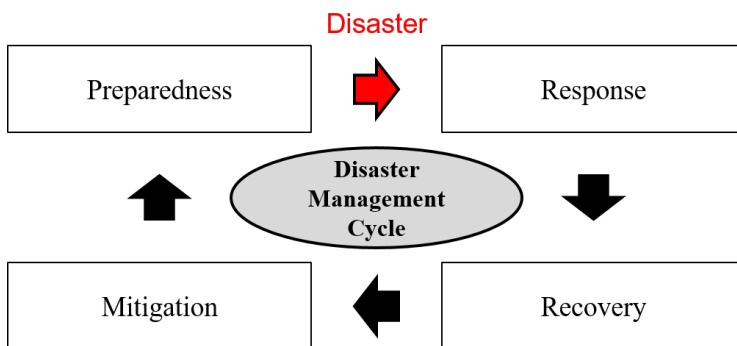 Disaster
Preparedness
Response
Disaster
Management
Cycle
Mitigation
Recovery